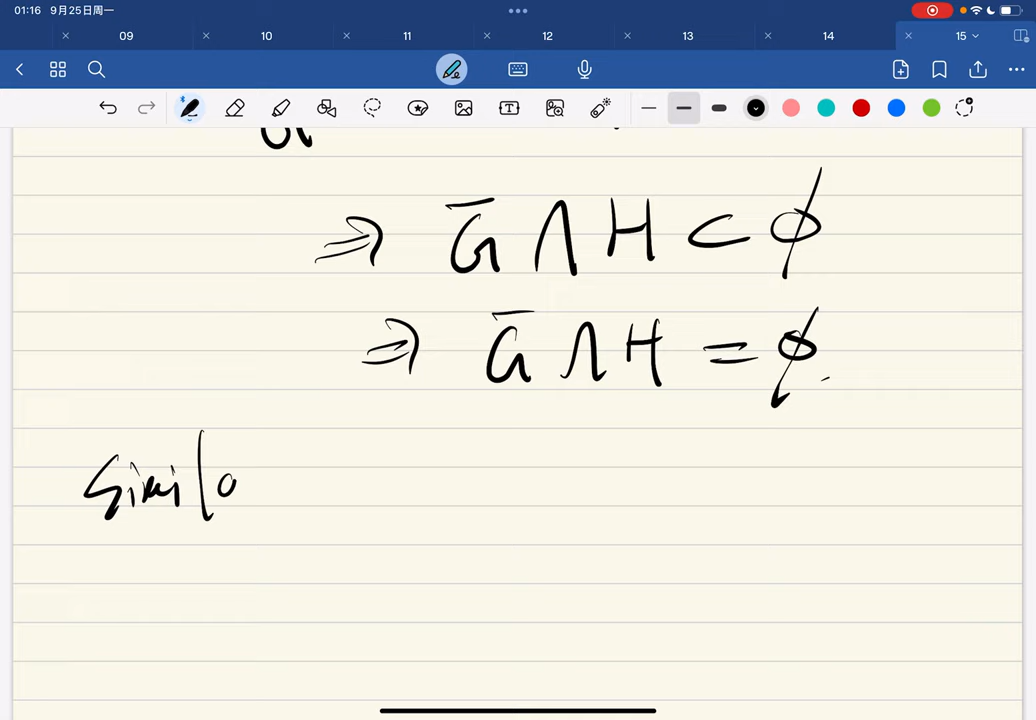 01:16 9月25日周一
09 10 11 12 13 14 15
⇒ G̅ ∩ H ⊂ ϕ
⇒ G̅ ∩ H = ϕ
Simila